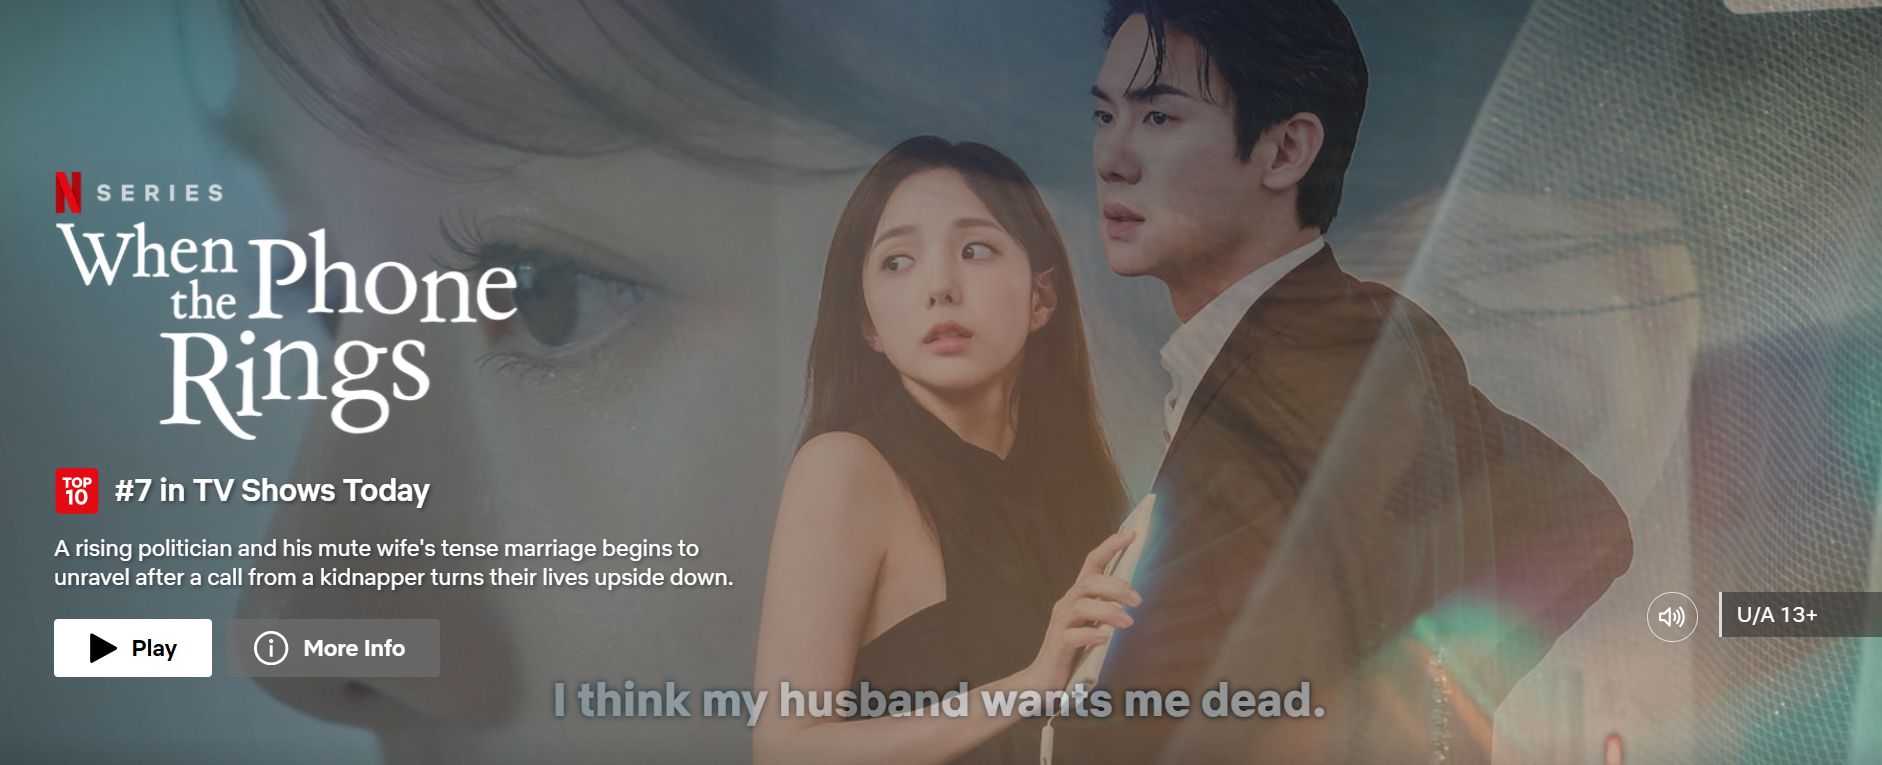 N SERIES
When
the Phone
Rings
TOP
10
#7 in TV Shows Today
A rising politician and his mute wife's tense marriage begins to
unravel after a call from a kidnapper turns their lives upside down.
Play
More Info
U/A 13+
I think my husband wants me dead.